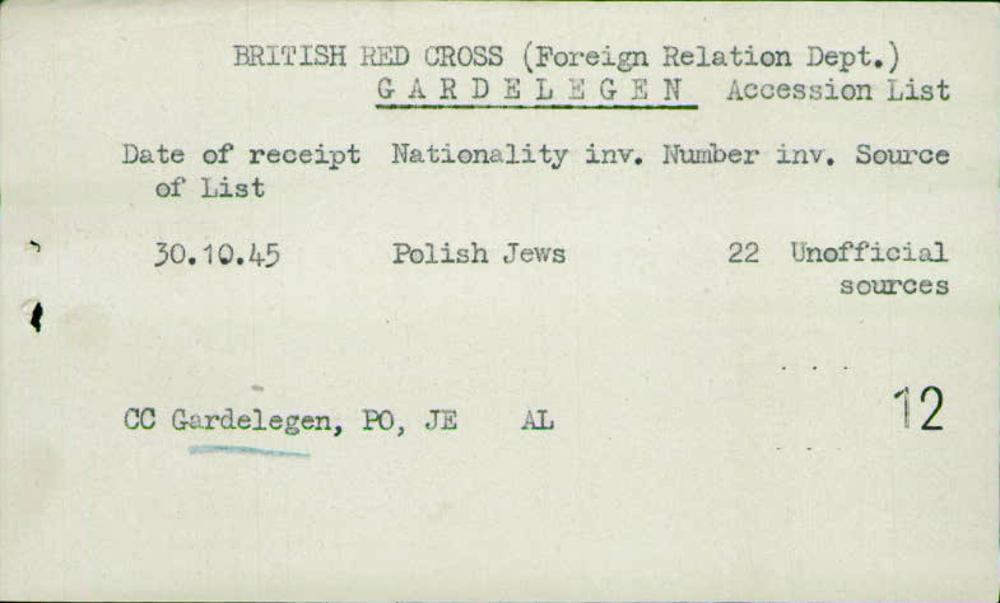 BRITISH RED CROSS (Foreign Relation Dept.)
G A R D E L E G E N Accession List
Date of receipt Nationality inv. Number inv. Source
of List
30.10.45 Polish Jews 22 Unofficial
sources
CC Gardelegen, PO, JE AL
12